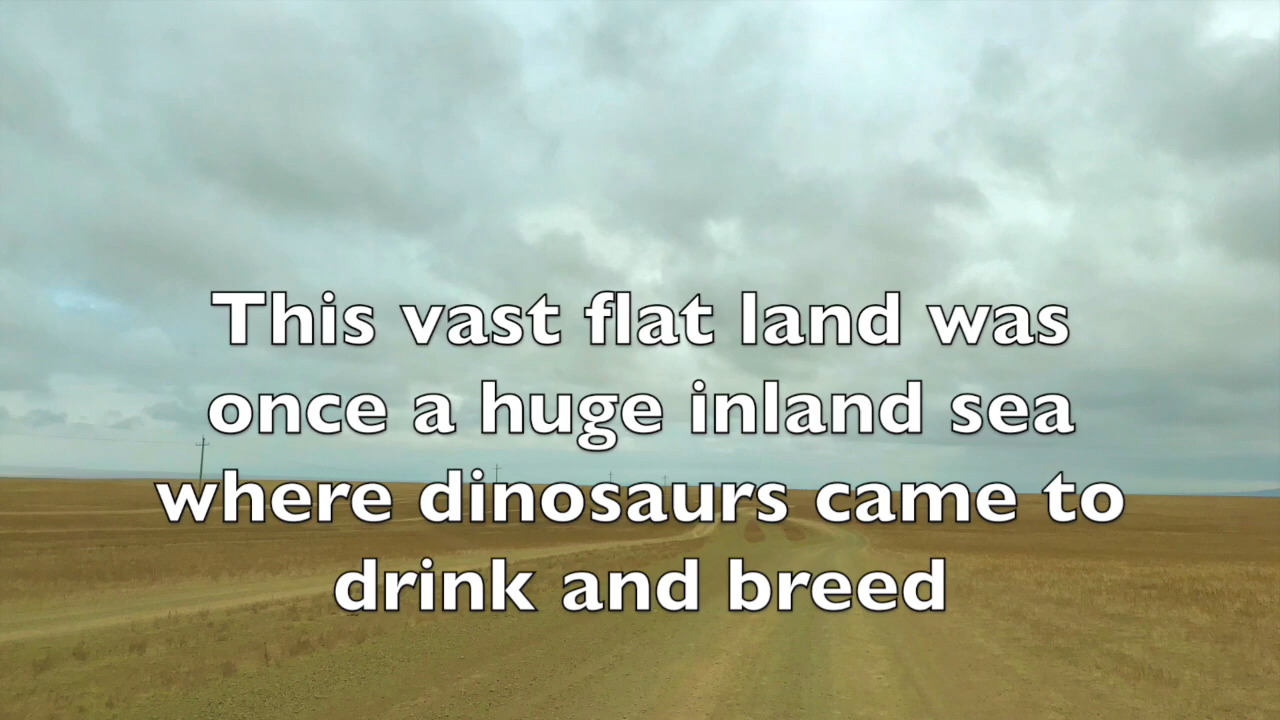 This vast flat land was
once a huge inland sea
where dinosaurs came to
drink and breed